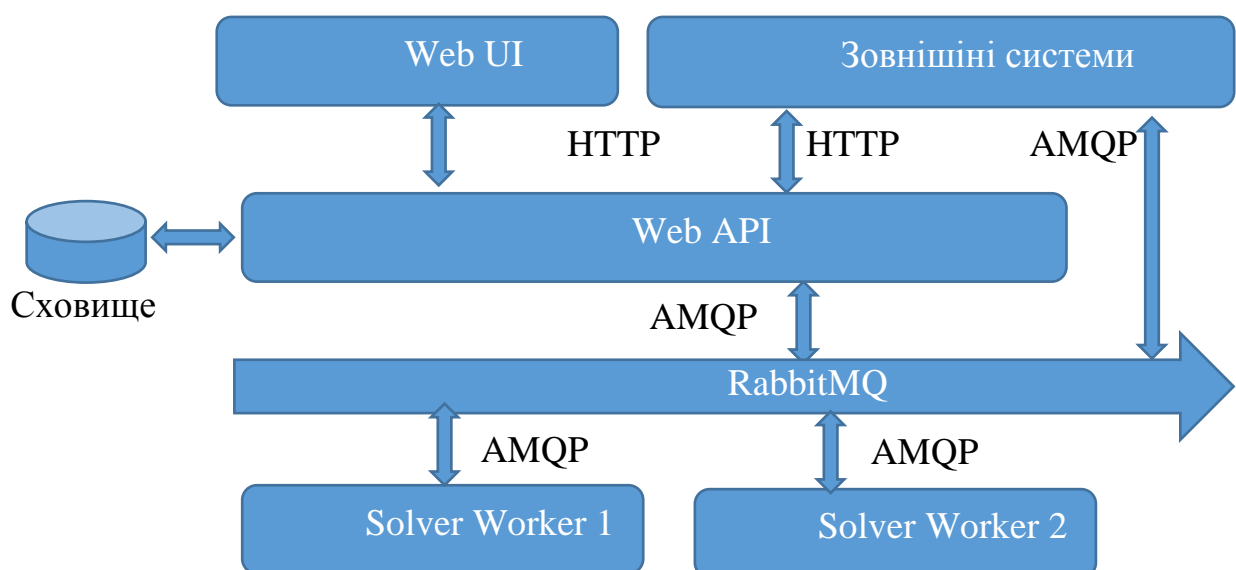 Web UI
Зовнішіні системи
HTTP
HTTP
AMQP
Web API
Сховище
AMQP
RabbitMQ
AMQP
AMQP
Solver Worker 1
Solver Worker 2